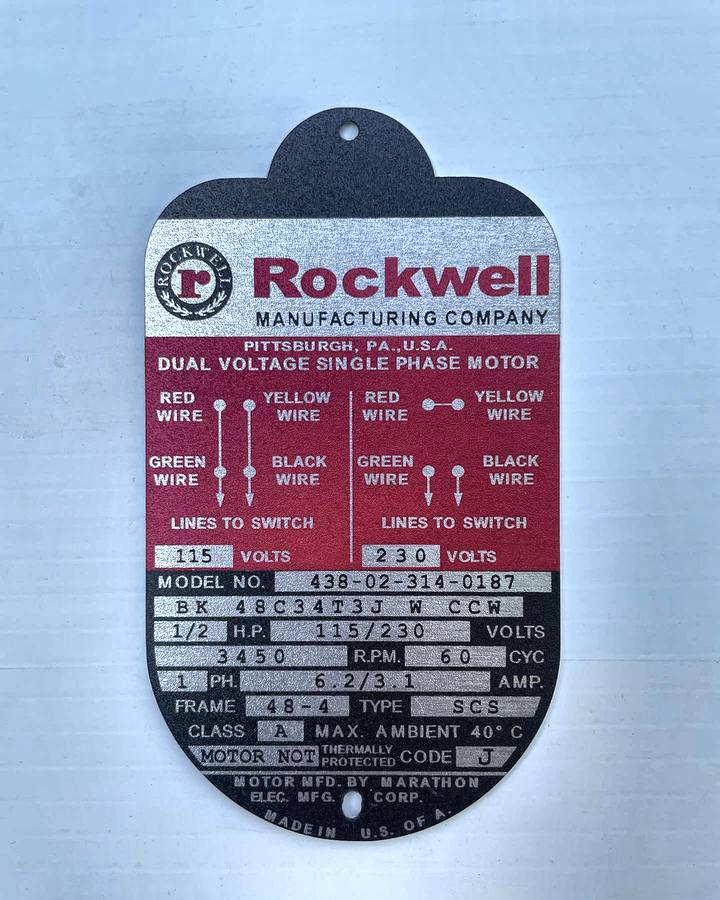 ROCKWELL
r
Rockwell
MANUFACTURING COMPANY
PITTSBURGH, PA., U.S.A.
DUAL VOLTAGE SINGLE PHASE MOTOR
RED WIRE YELLOW WIRE
GREEN WIRE BLACK WIRE
LINES TO SWITCH
115 VOLTS
RED WIRE YELLOW WIRE
GREEN WIRE BLACK WIRE
LINES TO SWITCH
230 VOLTS
MODEL NO. 438-02-314-0187
BK 48C34T3J W CCW
1/2 H.P. 115/230 VOLTS
3450 R.P.M. 60 CYC
1 PH. 6.2/3.1 AMP.
FRAME 48-4 TYPE SCS
CLASS A MAX. AMBIENT 40° C
MOTOR NOT THERMALLY PROTECTED CODE J
MOTOR MFD. BY MARATHON
ELEC. MFG. CORP.
MADE IN U.S. OF A.